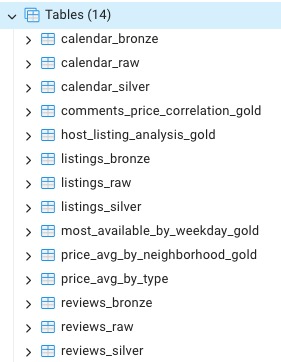 Tables (14)
calendar_bronze
calendar_raw
calendar_silver
comments_price_correlation_gold
host_listing_analysis_gold
listings_bronze
listings_raw
listings_silver
most_available_by_weekday_gold
price_avg_by_neighborhood_gold
price_avg_by_type
reviews_bronze
reviews_raw
reviews_silver